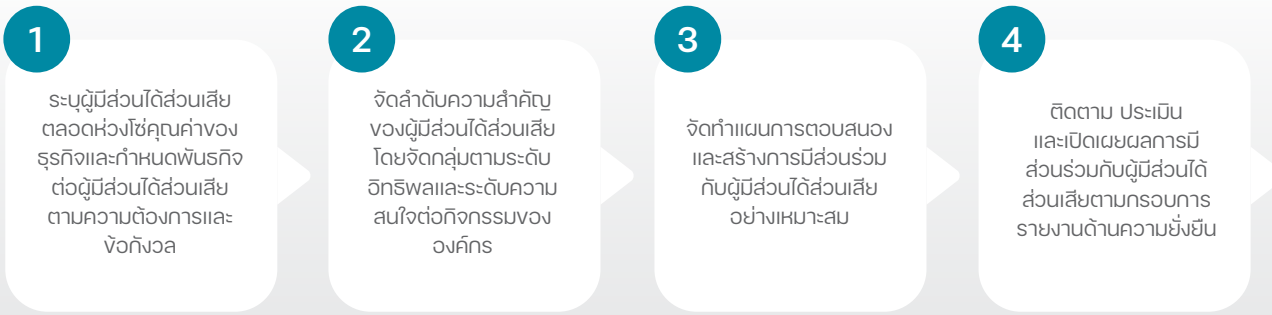 1
ระบุผู้มีส่วนได้ส่วนเสีย
ตลอดห่วงโซ่คุณค่าของ
ธุรกิจและกำหนดพันธกิจ
ต่อผู้มีส่วนได้ส่วนเสีย
ตามความต้องการและ
ข้อกังวล
2
จัดลำดับความสำคัญ
ของผู้มีส่วนได้ส่วนเสีย
โดยจัดกลุ่มตามระดับ
อิทธิพลและระดับความ
สนใจต่อกิจกรรมของ
องค์กร
3
จัดทำแผนการตอบสนอง
และสร้างการมีส่วนร่วม
กับผู้มีส่วนได้ส่วนเสีย
อย่างเหมาะสม
4
ติดตาม ประเมิน
และเปิดเผยผลการมี
ส่วนร่วมกับผู้มีส่วนได้
ส่วนเสียตามกรอบการ
รายงานด้านความยั่งยืน